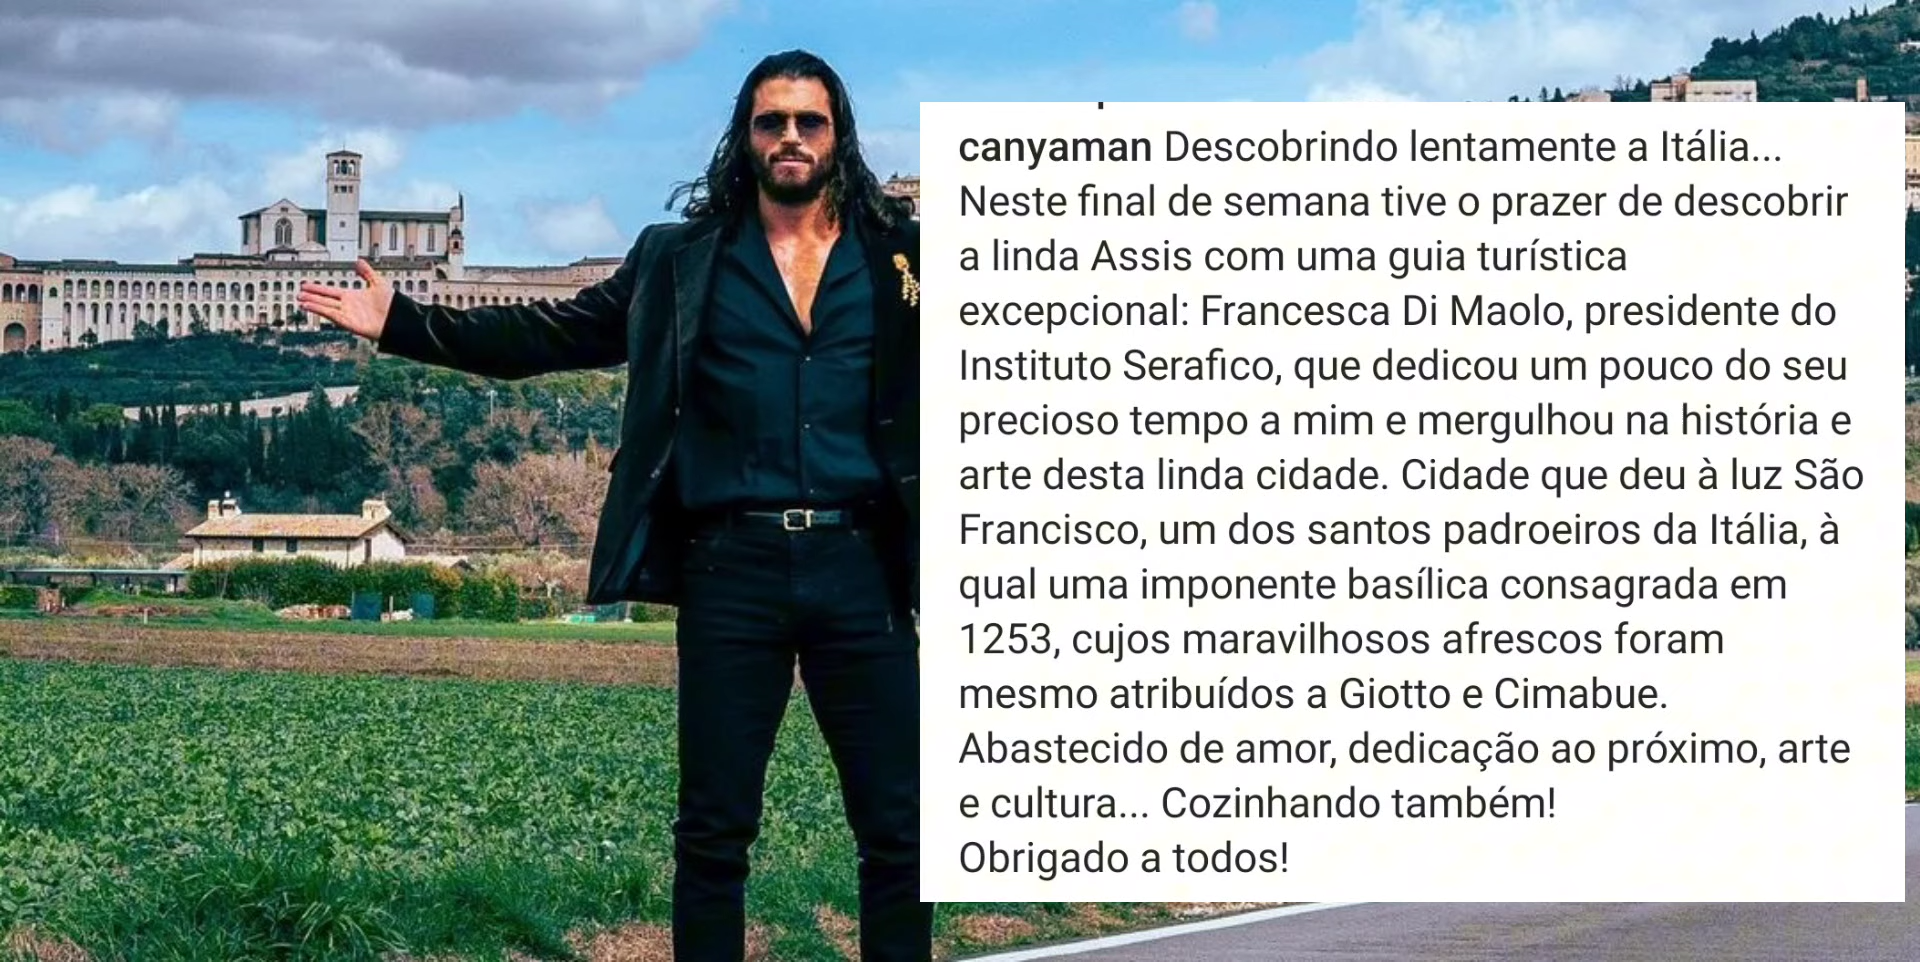 canyaman Descobrindo lentamente a Itália...
Neste final de semana tive o prazer de descobrir
a linda Assis com uma guia turística
excepcional: Francesca Di Maolo, presidente do
Instituto Serafico, que dedicou um pouco do seu
precioso tempo a mim e mergulhou na história e
arte desta linda cidade. Cidade que deu à luz São
Francisco, um dos santos padroeiros da Itália, à
qual uma imponente basílica consagrada em
1253, cujos maravilhosos afrescos foram
mesmo atribuídos a Giotto e Cimabue.
Abastecido de amor, dedicação ao próximo, arte
e cultura... Cozinhando também!
Obrigado a todos!